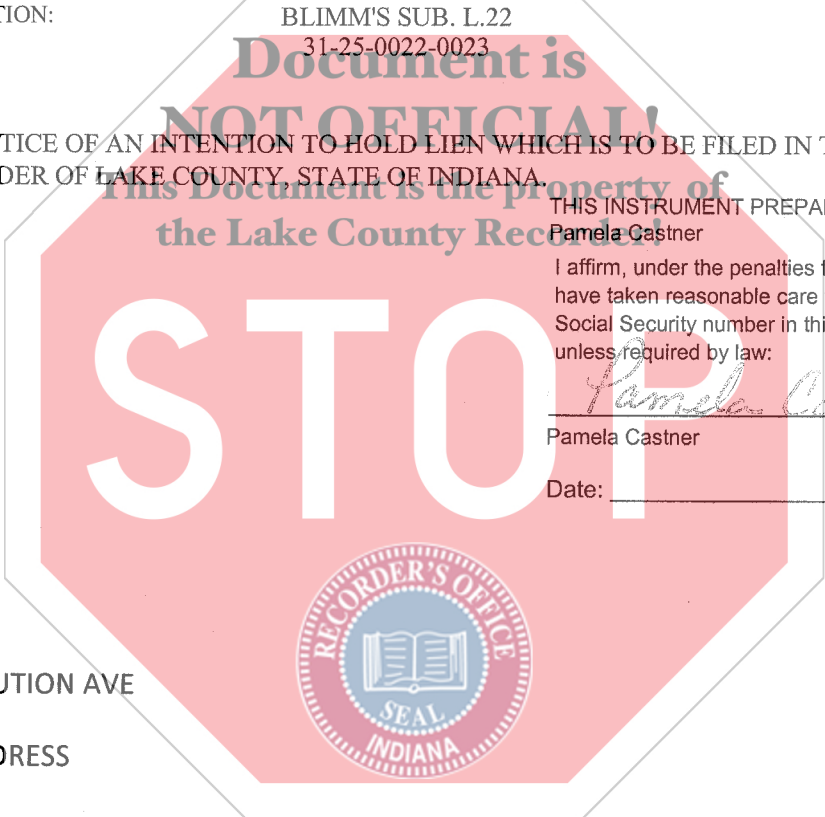 TION:
BLIMM'S SUB. L.22
31-25-0022-0023
Document is
NOT OFFICIAL!
TICE OF AN INTENTION TO HOLD LIEN WHICH IS TO BE FILED IN T
DER OF LAKE COUNTY, STATE OF INDIANA.
This Document is the property of
the Lake County Recorder!
THIS INSTRUMENT PREPA
Pamela Castner
I affirm, under the penalties f
have taken reasonable care
Social Security number in thi
unless required by law:
Pamela Ca
Pamela Castner
Date:
STOP
RECORDER'S OFFICE
SEAL
INDIANA
UTION AVE
DRESS